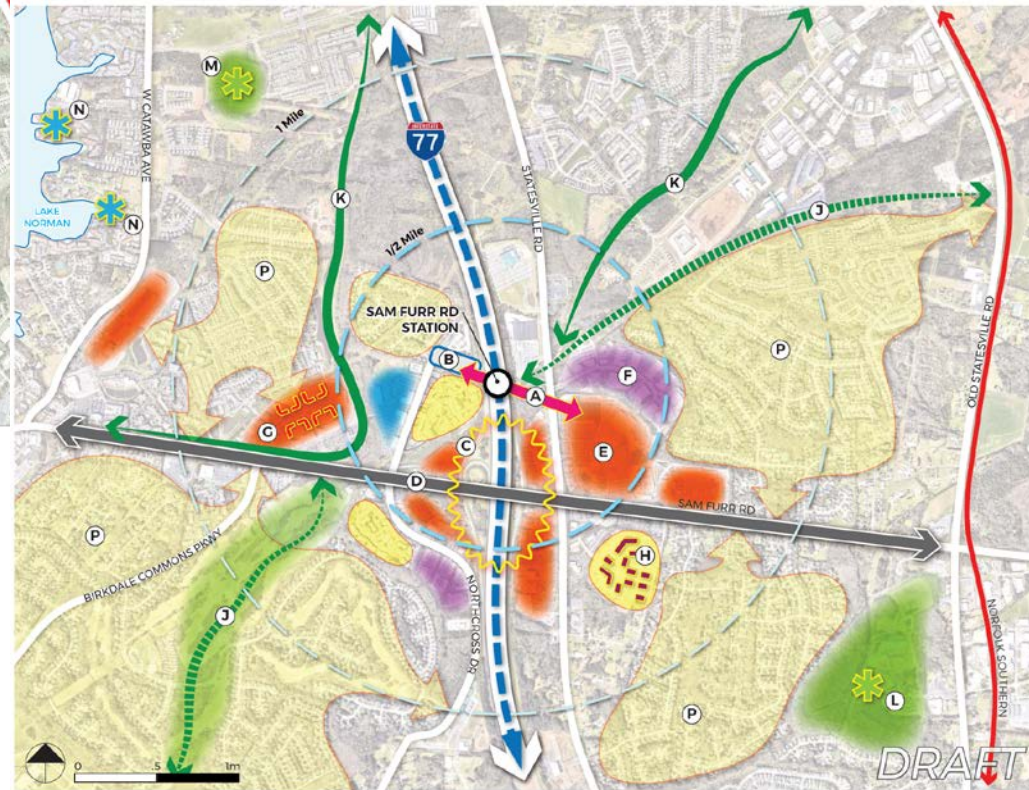 M
N
W CATAWBA AVE
1 Mile
INTERSTATE
77
K
K
STATESVILLE RD
LAKE
NORMAN
N
J
1/2 Mile
P
SAM FURR RD
STATION
B
A
F
P
OLD STATESVILLE RD
G
C
E
D
SAM FURR RD
P
BIRKDALE COMMONS PKWY
H
J
NORTHCROSS DR
NORFOLK SOUTHERN
L
P
0 .5 1m
DRAFT